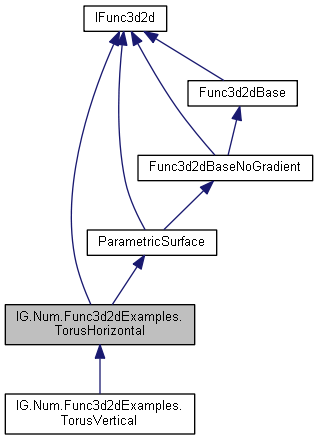 IFunc3d2d
Func3d2dBase
Func3d2dBaseNoGradient
ParametricSurface
IG.Num.Func3d2dExamples.
TorusHorizontal
IG.Num.Func3d2dExamples.
TorusVertical